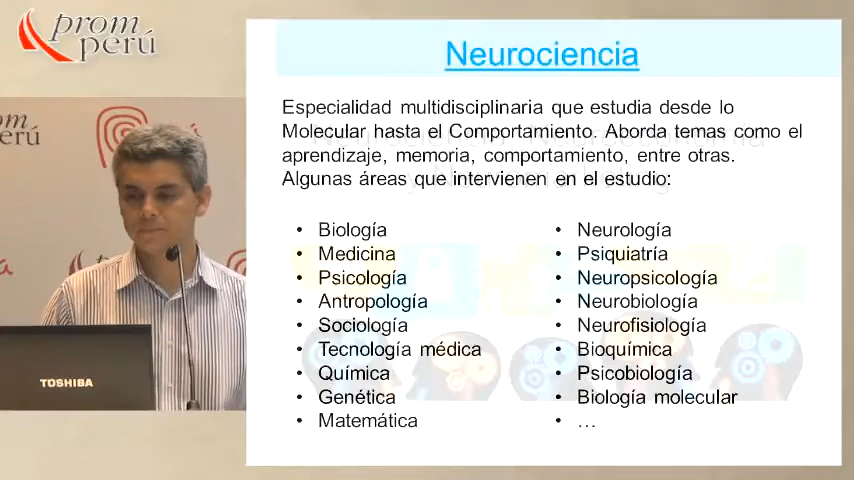 prom
perú
Neurociencia
Especialidad multidisciplinaria que estudia desde lo
Molecular hasta el Comportamiento. Aborda temas como el
aprendizaje, memoria, comportamiento, entre otras.
Algunas áreas que intervienen en el estudio:
• Biología
• Medicina
• Psicología
• Antropología
• Sociología
• Tecnología médica
• Química
• Genética
• Matemática
• Neurología
• Psiquiatría
• Neuropsicología
• Neurobiología
• Neurofisiología
• Bioquímica
• Psicobiología
• Biología molecular
• ...
om
erú
TOSHIBA